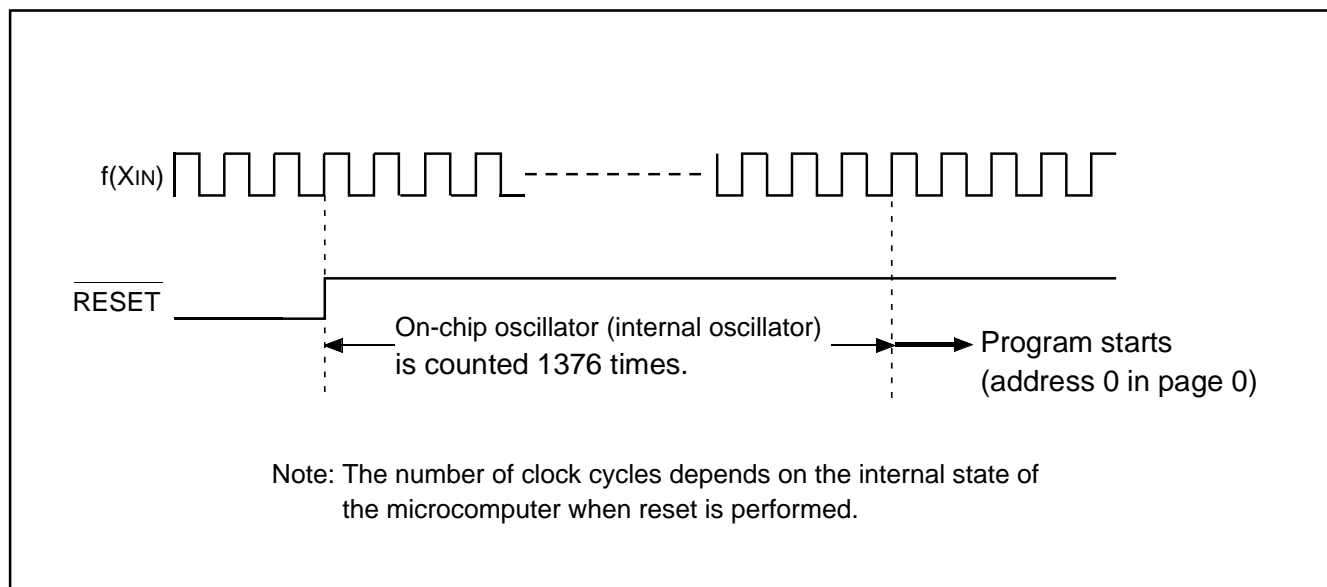 f(XIN)
RESET
On-chip oscillator (internal oscillator)
is counted 1376 times.
Program starts
(address 0 in page 0)
Note: The number of clock cycles depends on the internal state of
the microcomputer when reset is performed.